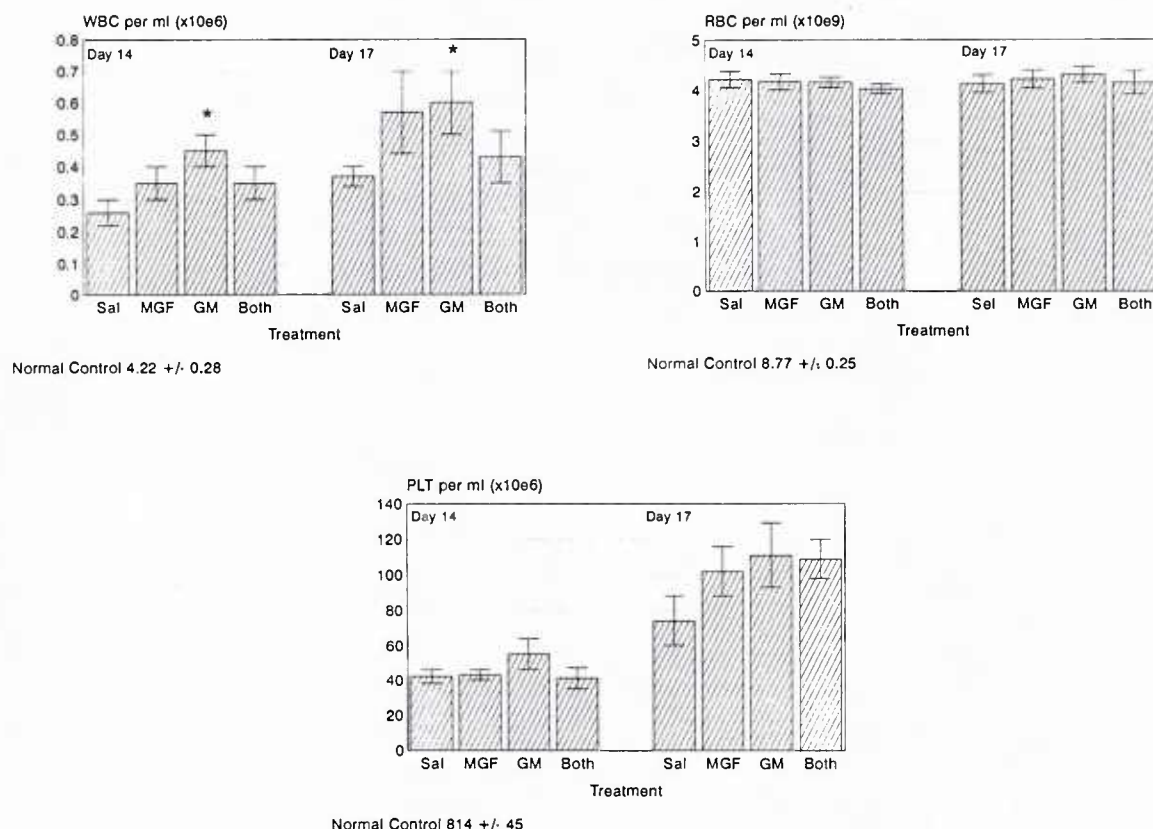 WBC per ml (x10e6)
0.8
Day 14
Day 17
*
0.7
0.6
*
0.5
0.4
0.3
0.2
0.1
0
Sal MGF GM Both
Sal MGF GM Both
Treatment
Normal Control 4.22 +/- 0.28
RBC per ml (x10e9)
5
Day 14
Day 17
4
3
2
1
0
Sal MGF GM Both
Sel MGF GM Both
Treatment
Normal Control 8.77 +/- 0.25
PLT per ml (x10e6)
140
Day 14
Day 17
120
100
80
60
40
20
0
Sal MGF GM Both
Sal MGF GM Both
Treatment
Normal Control 814 +/- 45